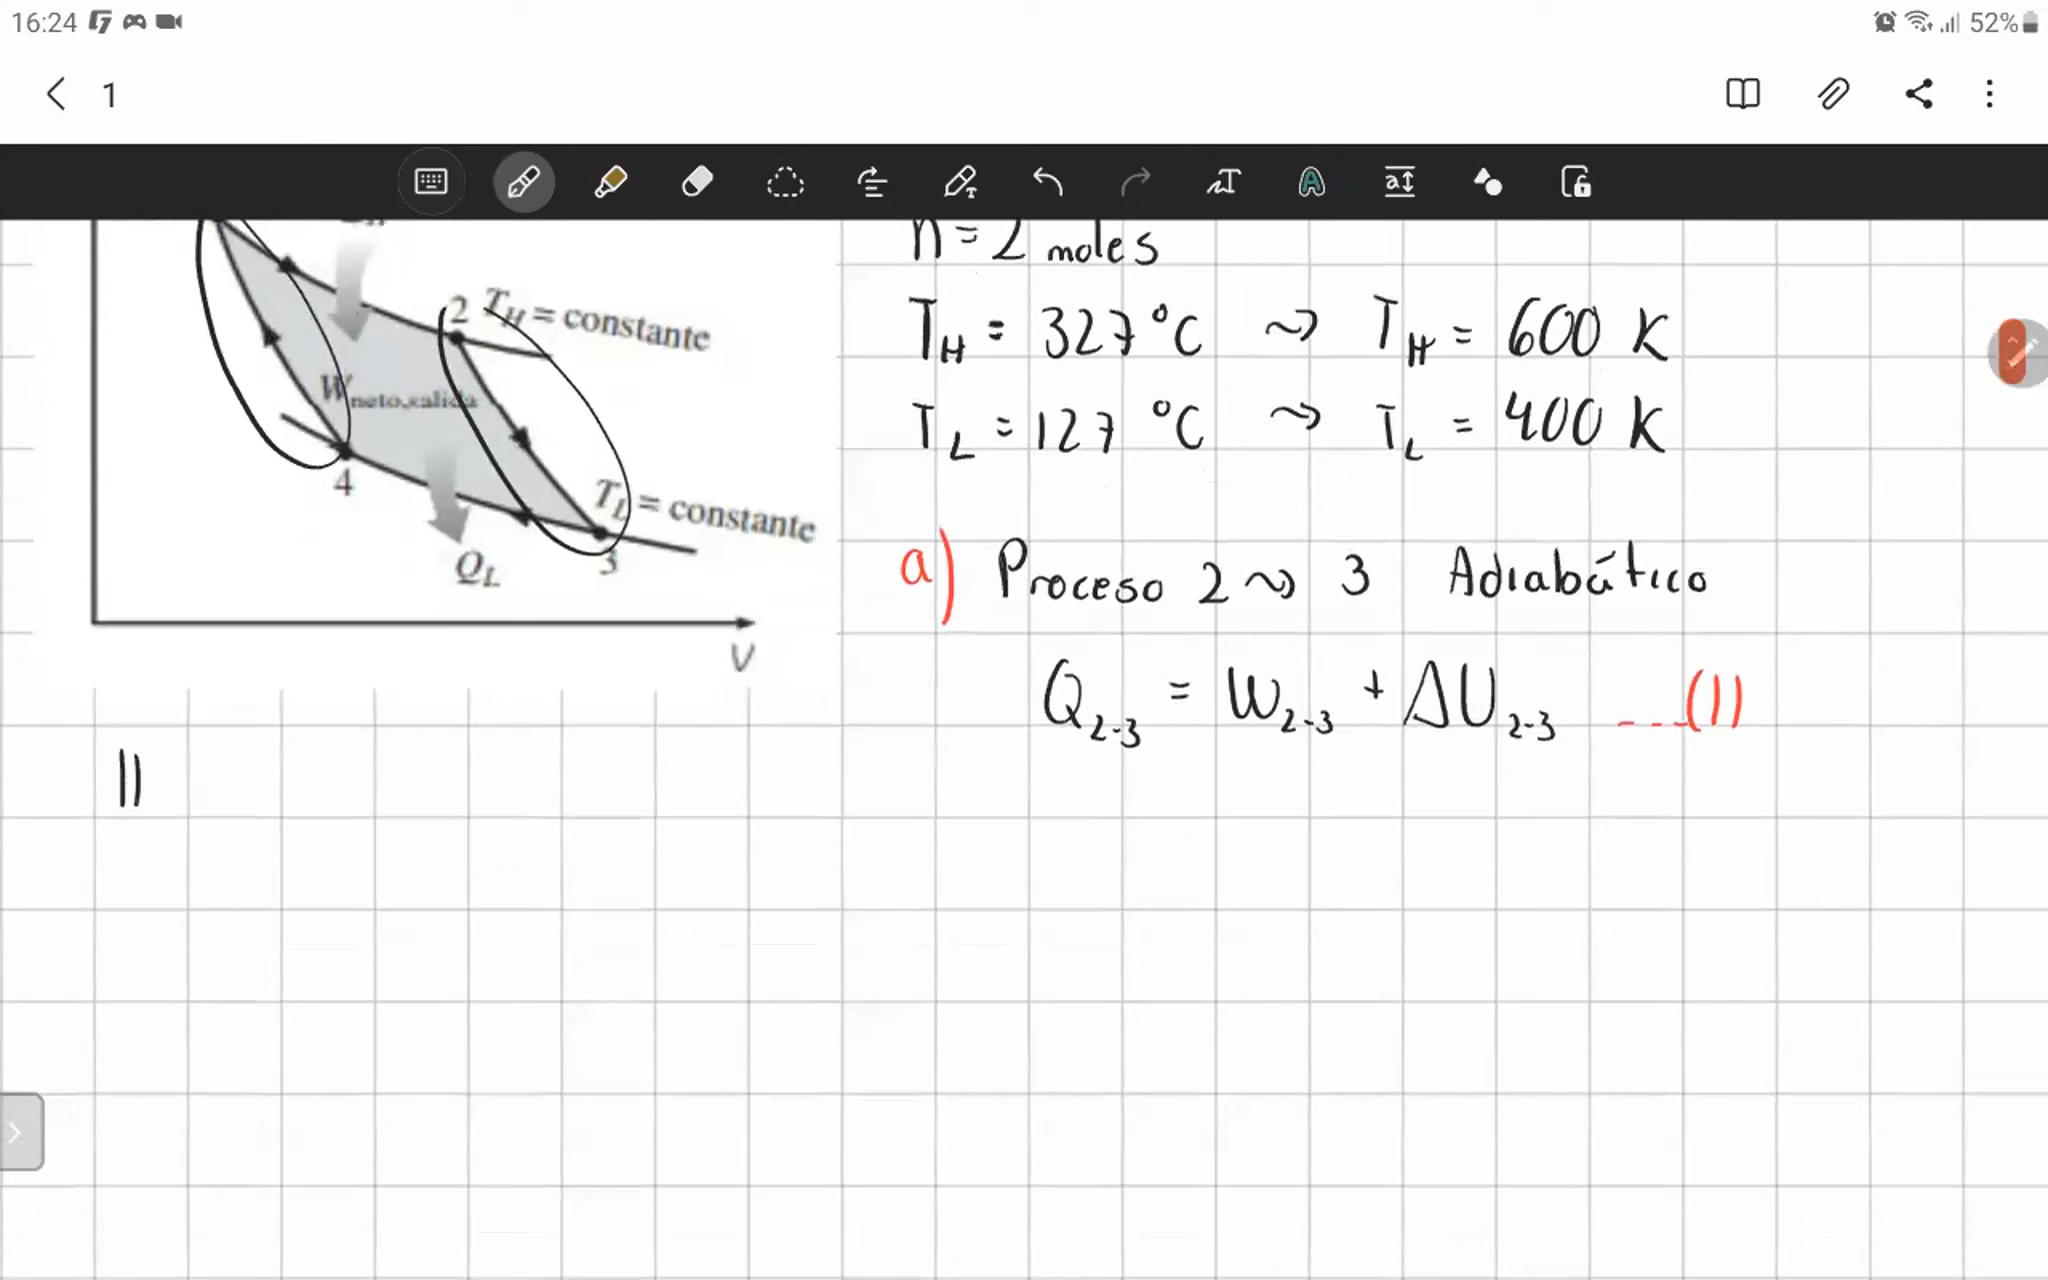 16:24 52%
1
n = 2 moles
2 T_H = constante
T_H = 327 °C ⤳ T_H = 600 K
W_neto,salida
T_L = 127 °C ⤳ T_L = 400 K
4
T_L = constante
3
Q_L
V
a) Proceso 2 ⤳ 3 Adiabático
Q_2-3 = W_2-3 + ΔU_2-3 ---(1)